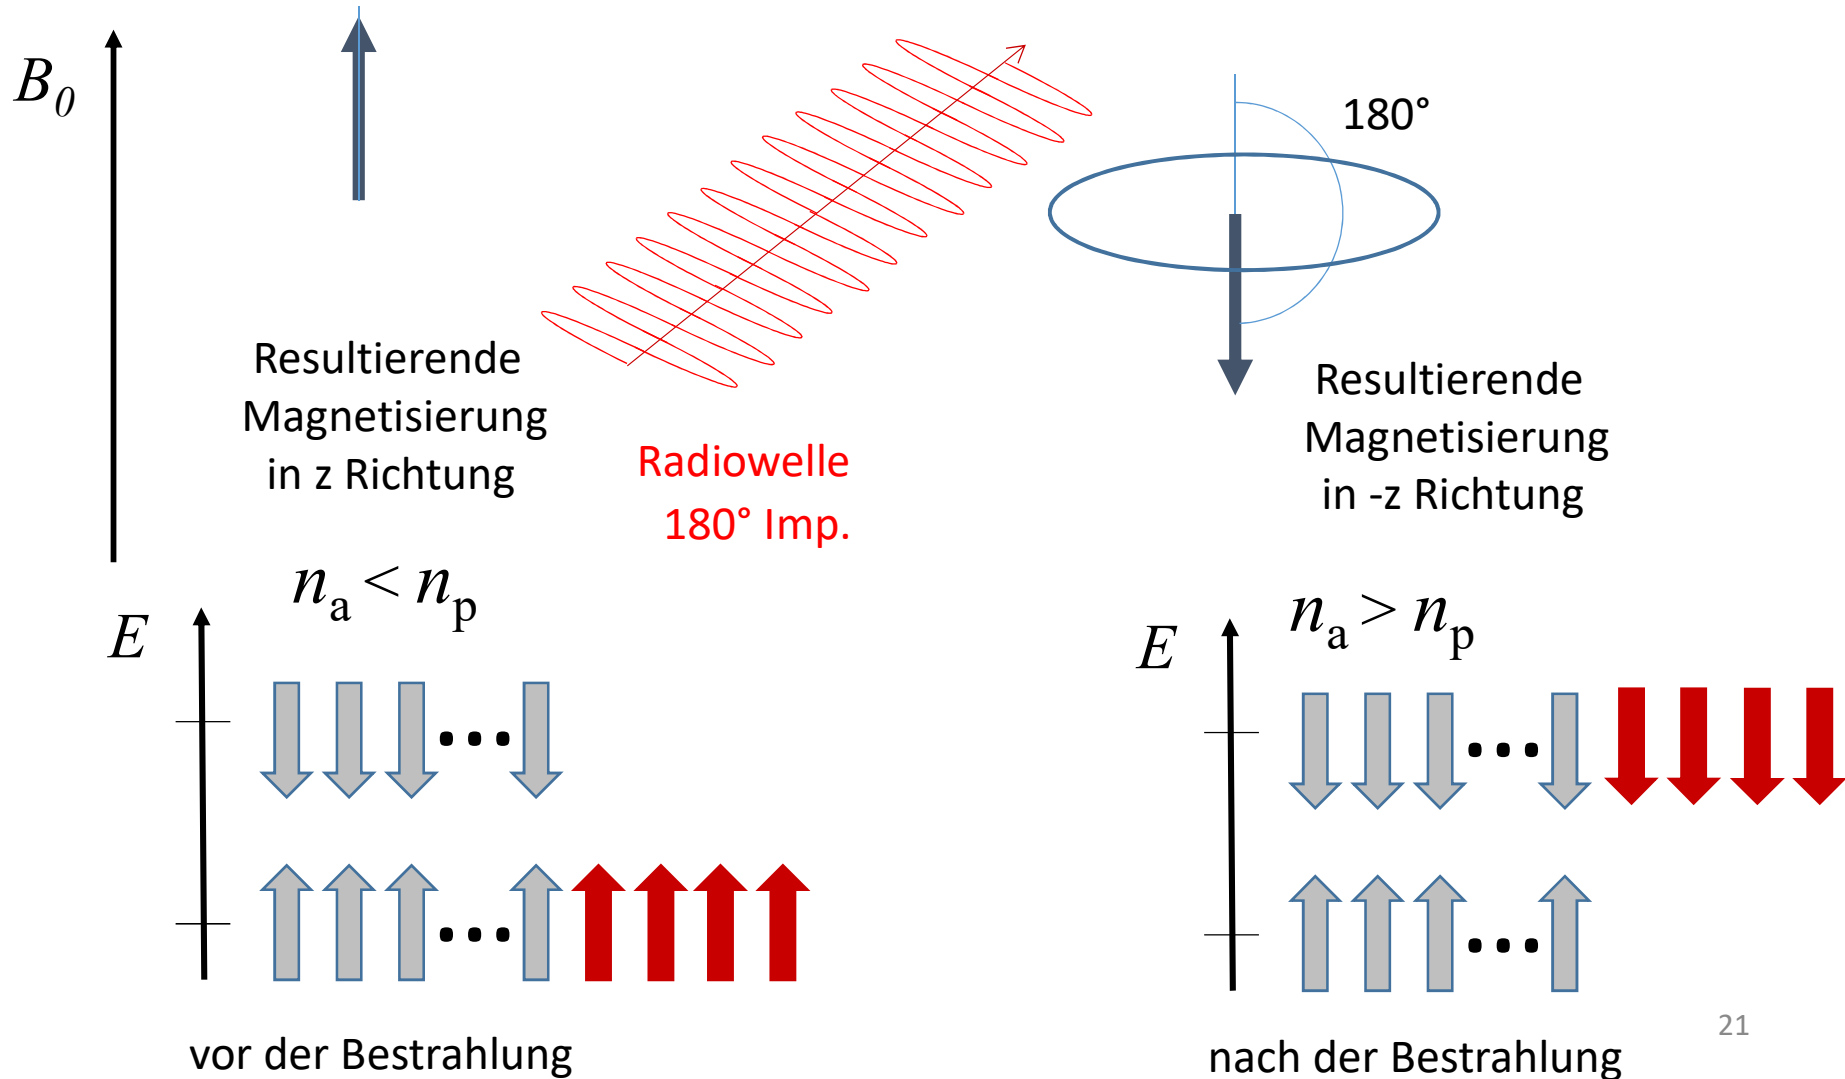 B0
180°
Resultierende
Magnetisierung
in z Richtung
Radiowelle
180° Imp.
Resultierende
Magnetisierung
in -z Richtung
na < np
E
vor der Bestrahlung
na > np
E
nach der Bestrahlung
21